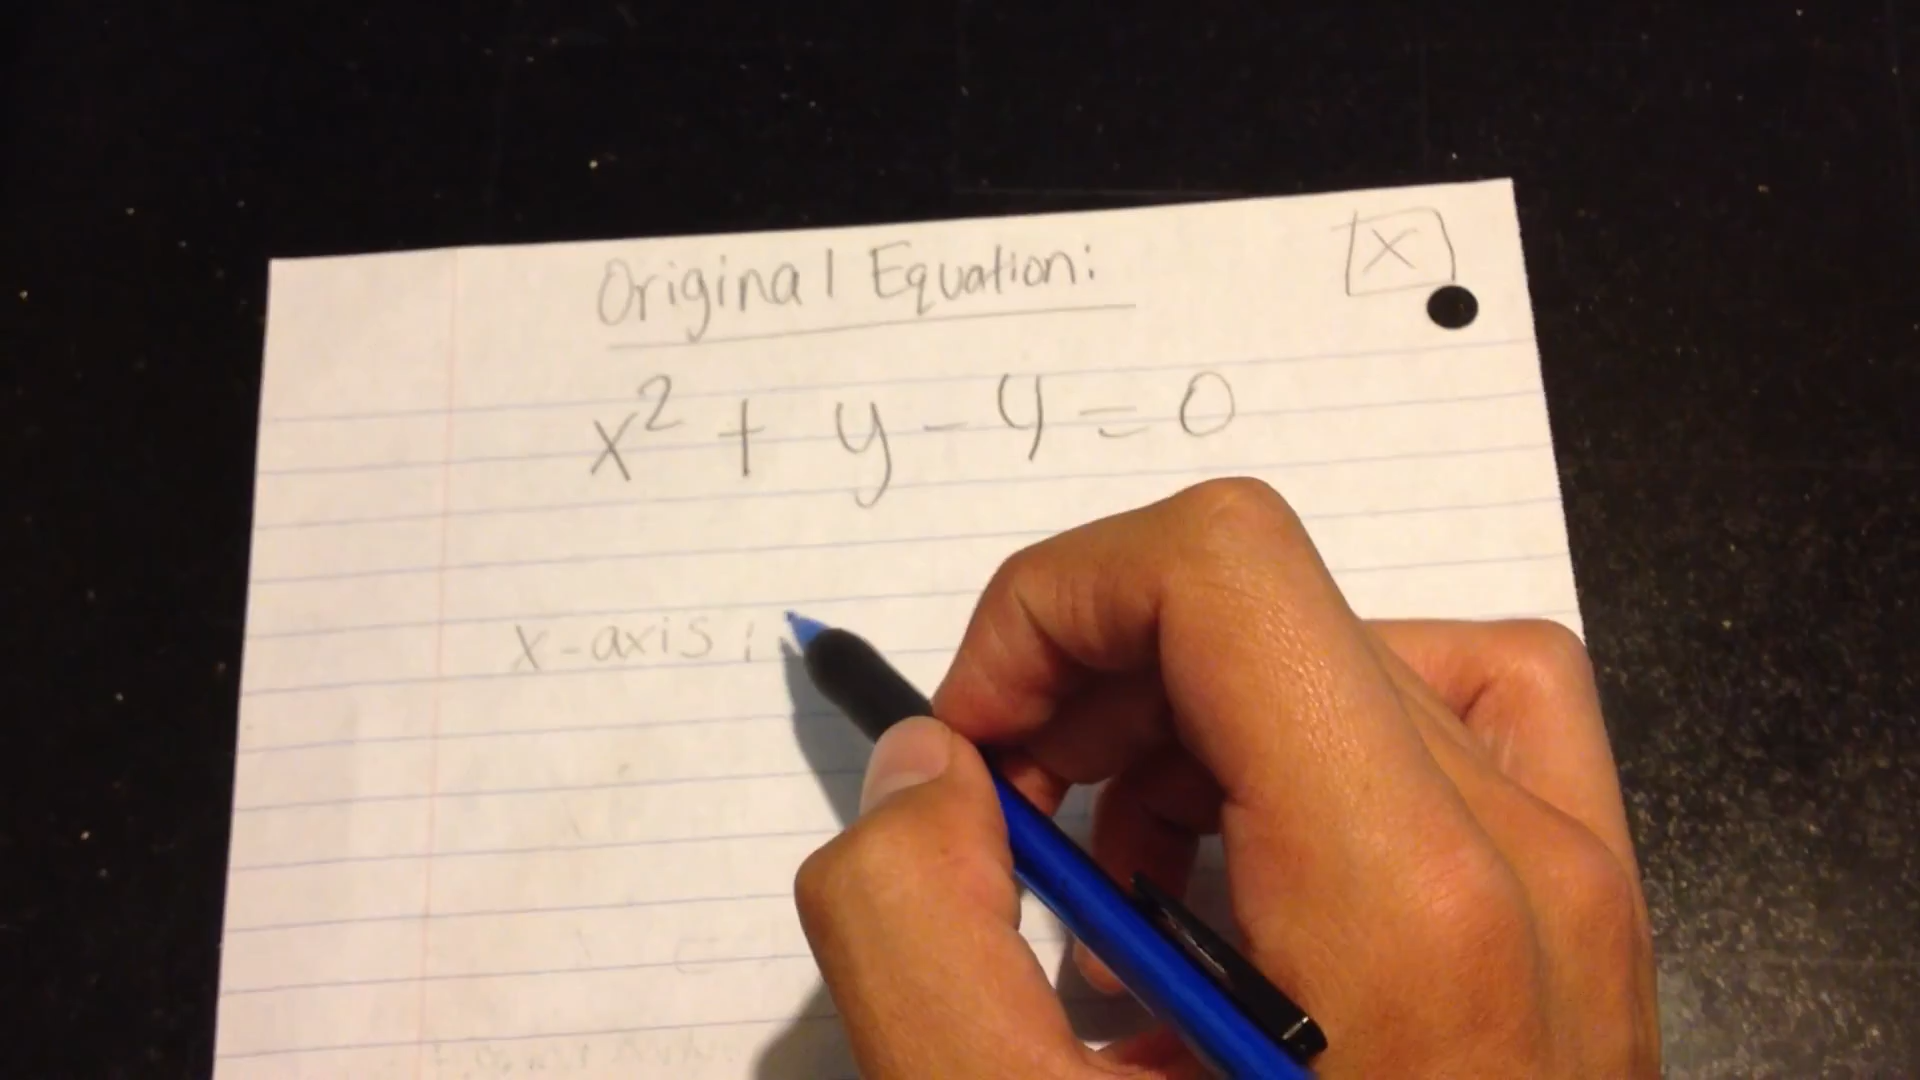 Original Equation:
X
x² + y - 4 = 0
x-axis: